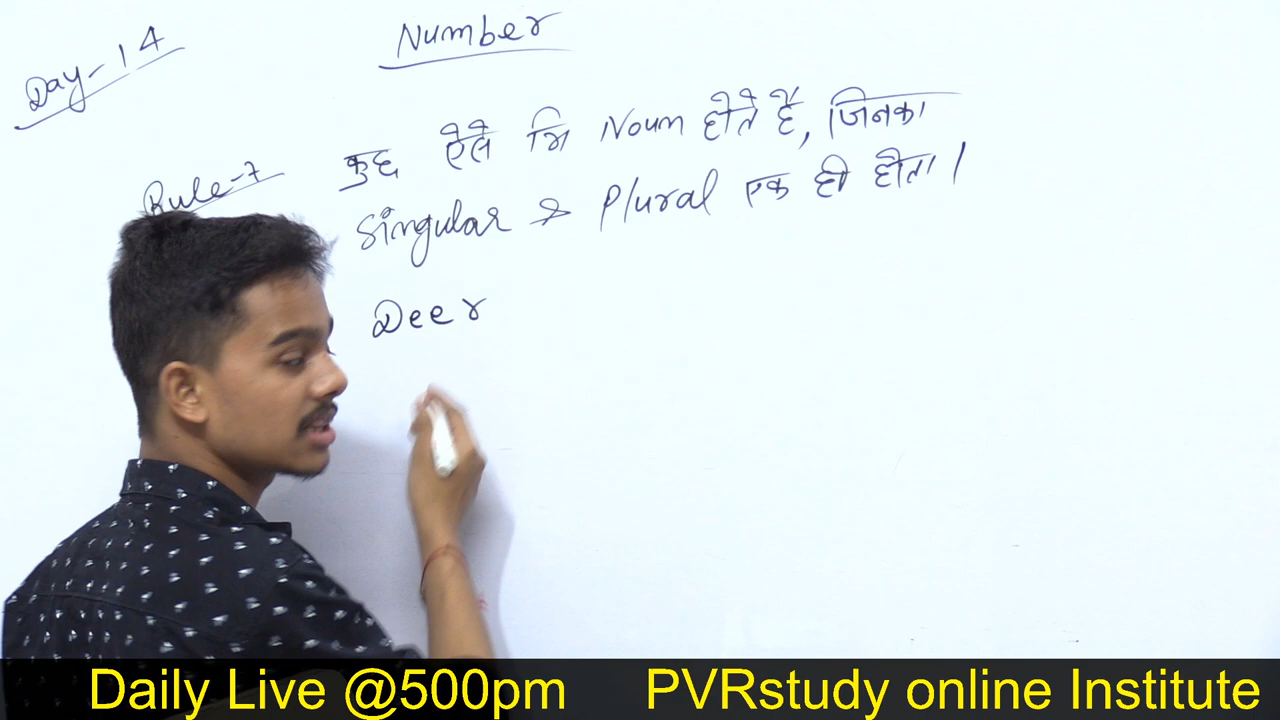 Day-14
Number
Rule-7
कुछ ऐसे भि Noun होते हैं, जिनका
Singular & Plural एक ही होता।
Deer
Daily Live @500pm PVRstudy online Institute